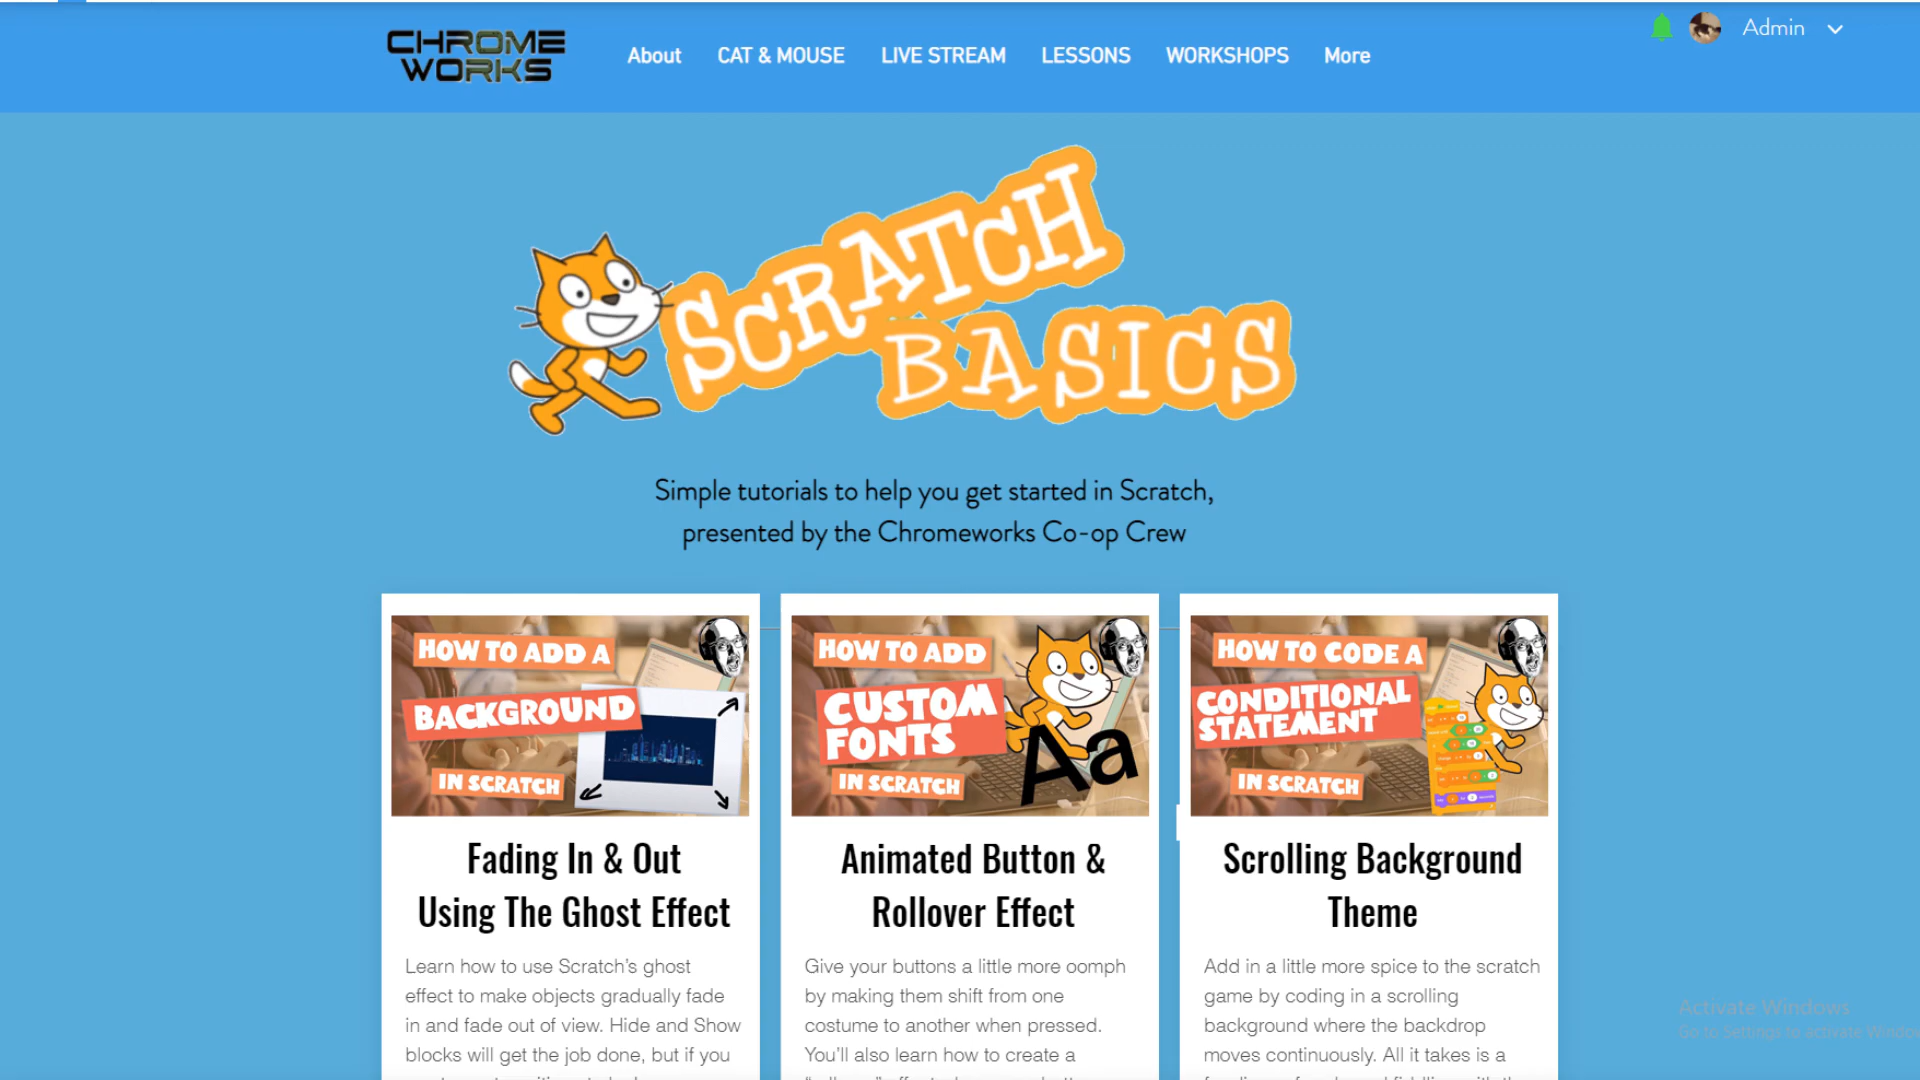 CHROME
WORKS
About
CAT & MOUSE
LIVE STREAM
LESSONS
WORKSHOPS
More
Admin
SCRATCH
BASICS
Simple tutorials to help you get started in Scratch,
presented by the Chromeworks Co-op Crew
HOW TO ADD A
BACKGROUND
IN SCRATCH
Fading In & Out
Using The Ghost Effect
Learn how to use Scratch's ghost
effect to make objects gradually fade
in and fade out of view. Hide and Show
blocks will get the job done, but if you
HOW TO ADD
CUSTOM
FONTS
IN SCRATCH
Aa
Animated Button &
Rollover Effect
Give your buttons a little more oomph
by making them shift from one
costume to another when pressed.
You'll also learn how to create a
HOW TO CODE A
CONDITIONAL
STATEMENT
IN SCRATCH
Scrolling Background
Theme
Add in a little more spice to the scratch
game by coding in a scrolling
background where the backdrop
moves continuously. All it takes is a
Activate Windows
Go to Settings to activate Windows